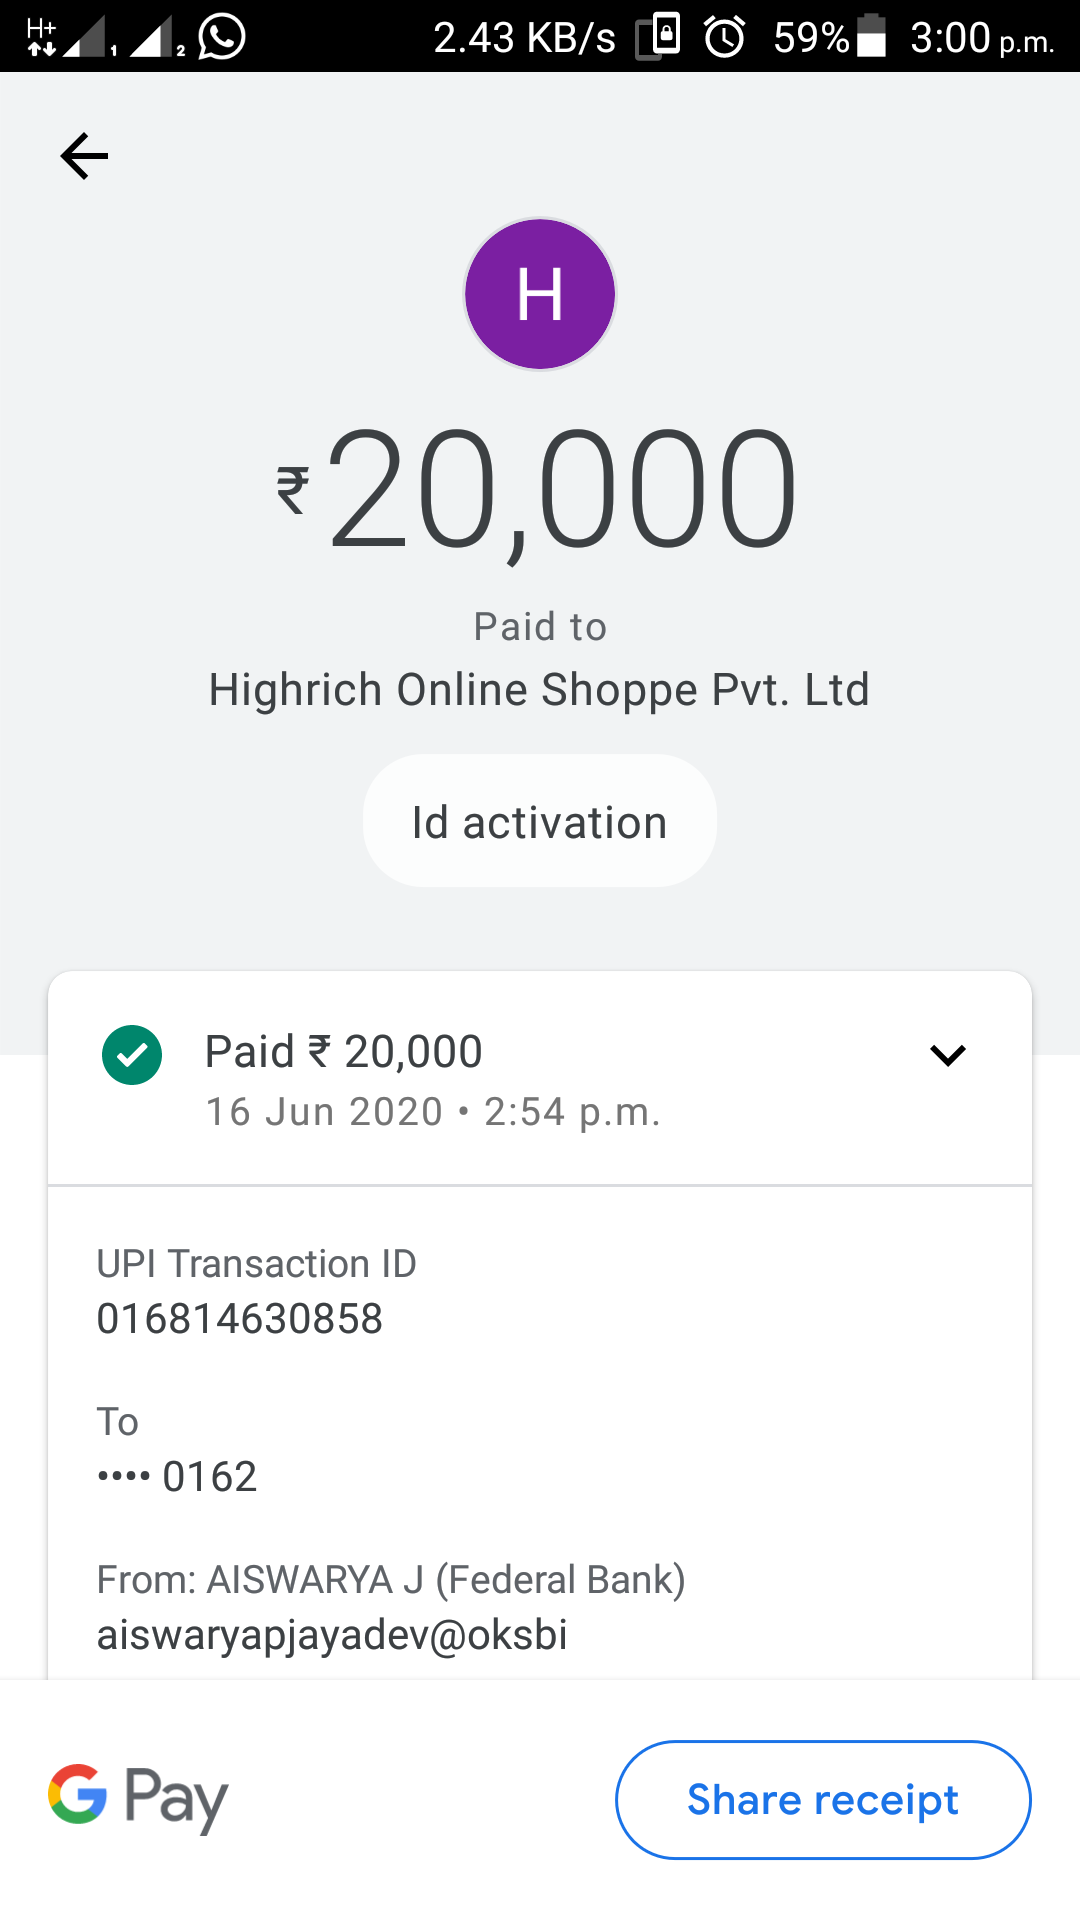 H+ 1 2 2.43 KB/s 59% 3:00 p.m.
H
₹20,000
Paid to
Highrich Online Shoppe Pvt. Ltd
Id activation
Paid ₹ 20,000
16 Jun 2020 • 2:54 p.m.
UPI Transaction ID
016814630858
To
•••• 0162
From: AISWARYA J (Federal Bank)
aiswaryapjayadev@oksbi
G Pay
Share receipt